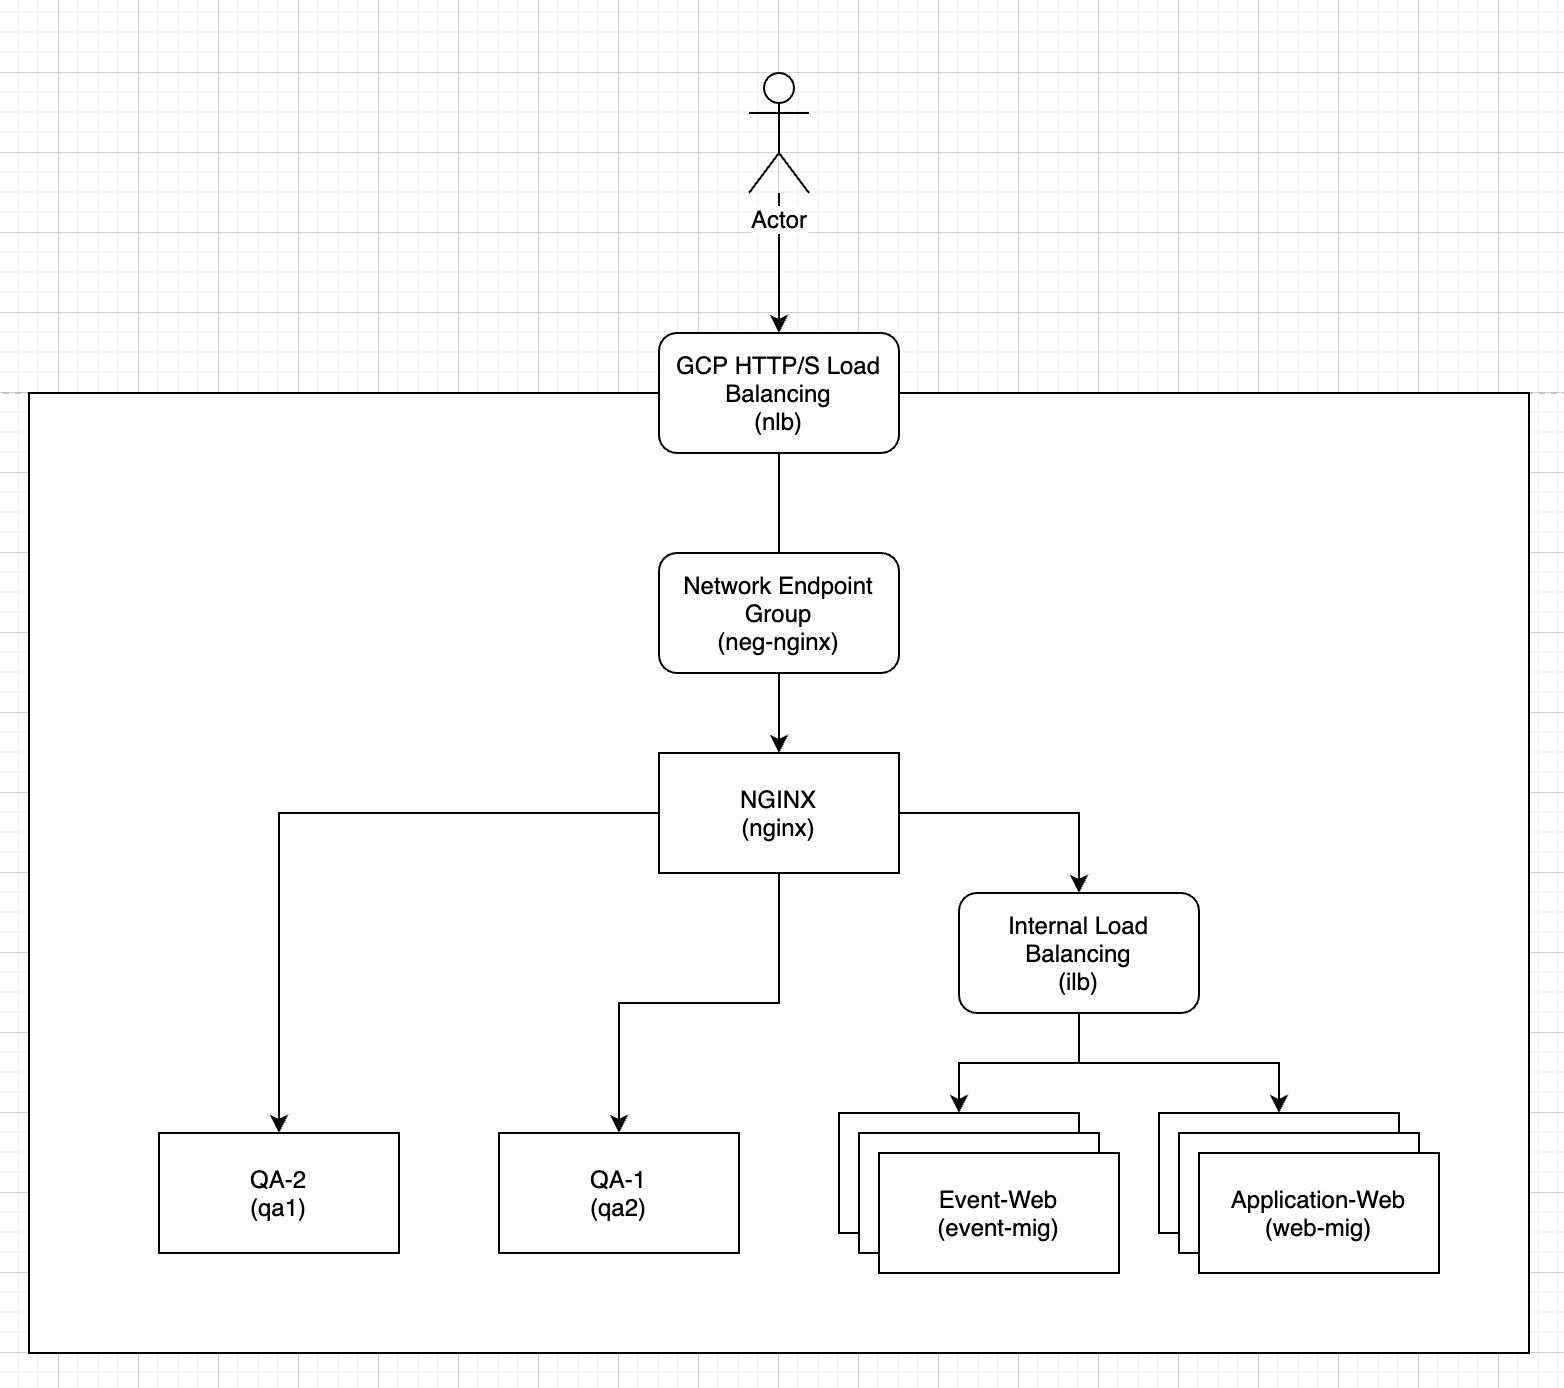 Actor
GCP HTTP/S Load
Balancing
(nlb)
Network Endpoint
Group
(neg-nginx)
NGINX
(nginx)
Internal Load
Balancing
(ilb)
QA-2
(qa1)
QA-1
(qa2)
Event-Web
(event-mig)
Application-Web
(web-mig)